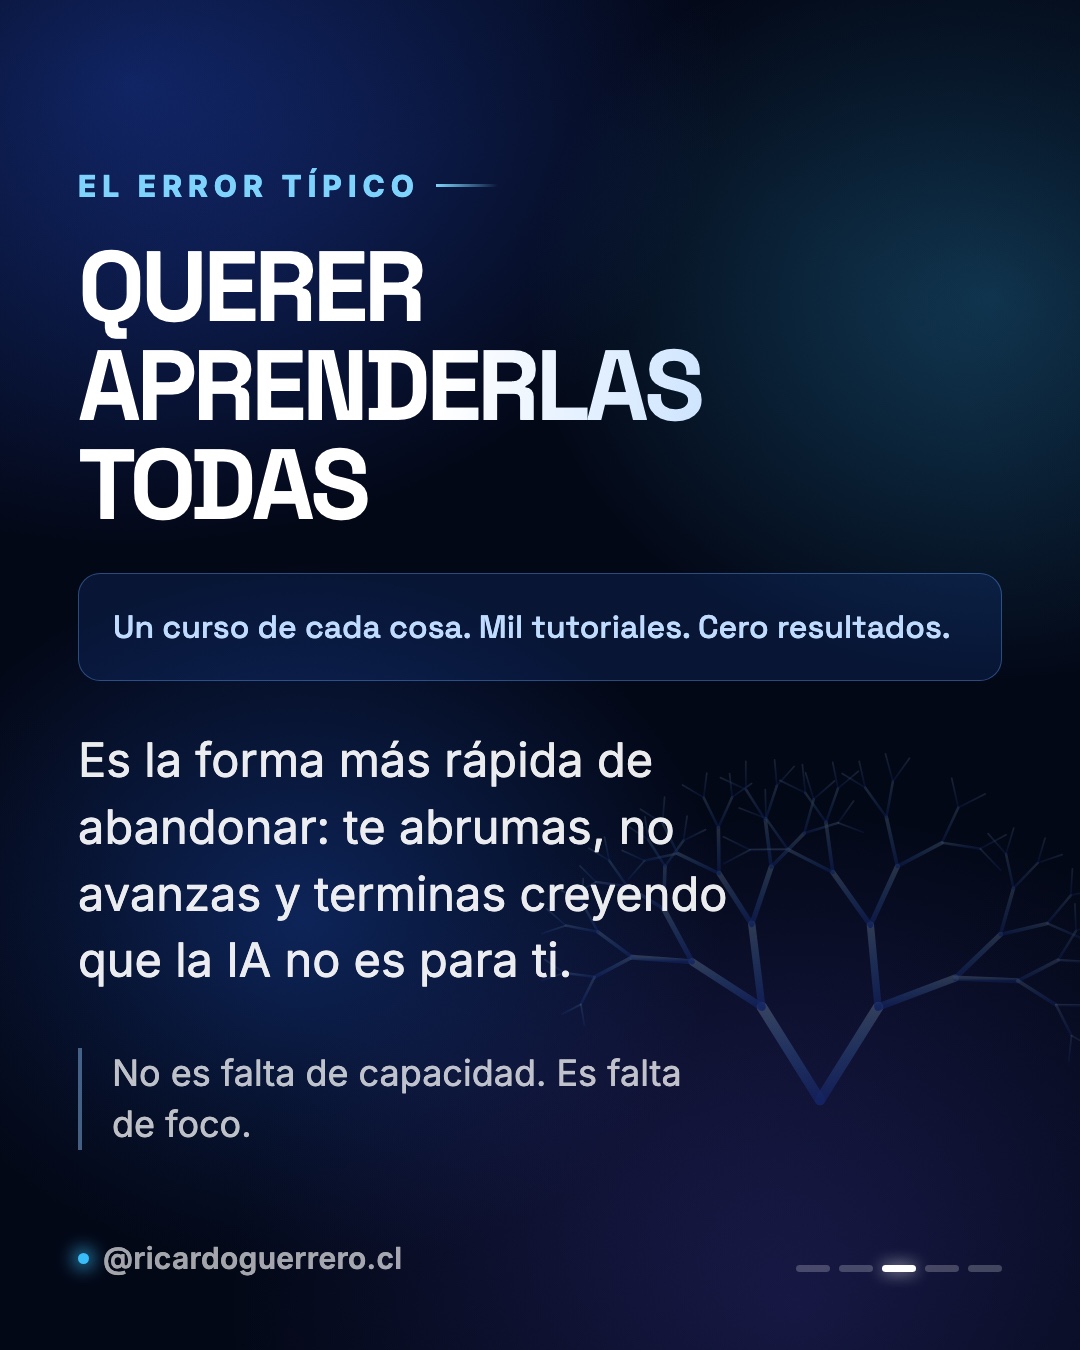 EL ERROR TÍPICO
QUERER
APRENDERLAS
TODAS
Un curso de cada cosa. Mil tutoriales. Cero resultados.
Es la forma más rápida de
abandonar: te abrumas, no
avanzas y terminas creyendo
que la IA no es para ti.
No es falta de capacidad. Es falta
de foco.
@ricardoguerrero.cl